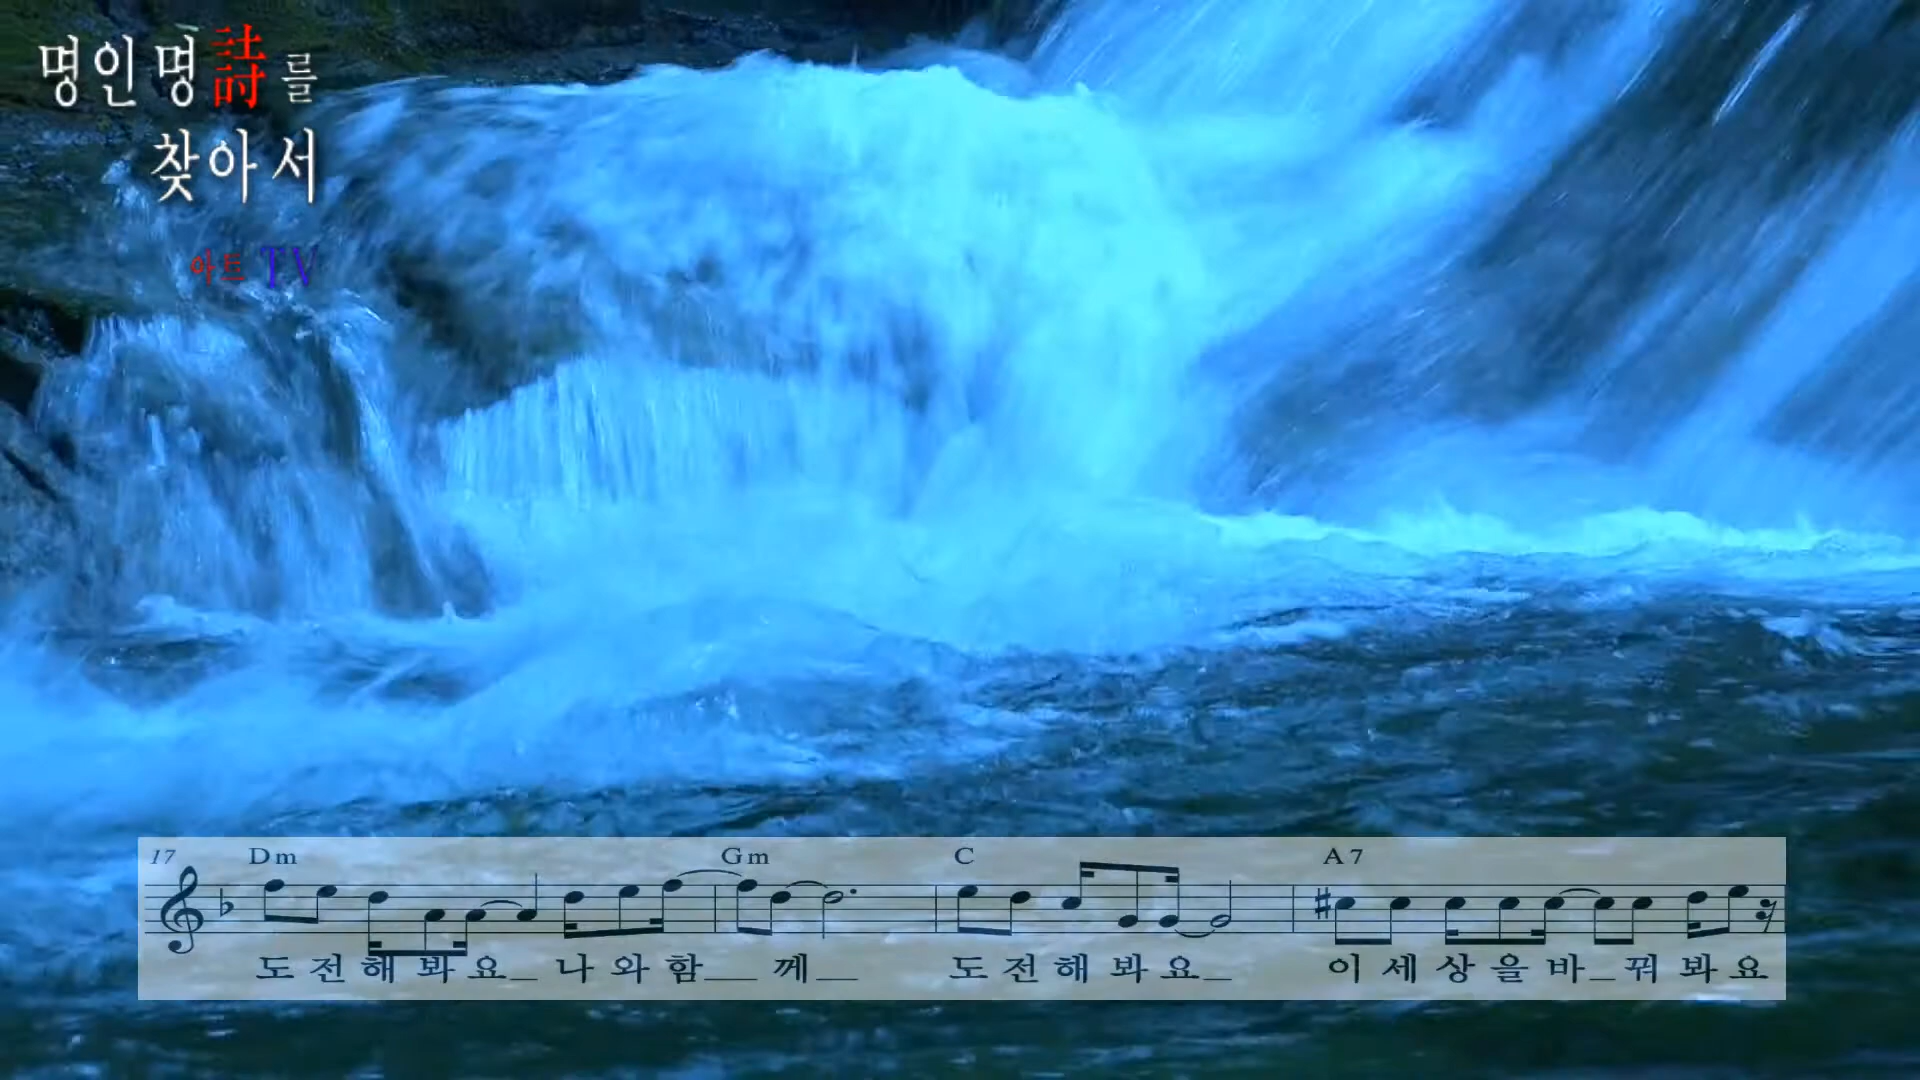 명인명詩를
찾아서
아트 TV
17 Dm Gm C A7
도전해봐요_ 나와함__ 께__ 도전해봐요_ 이세상을바_꿔봐요